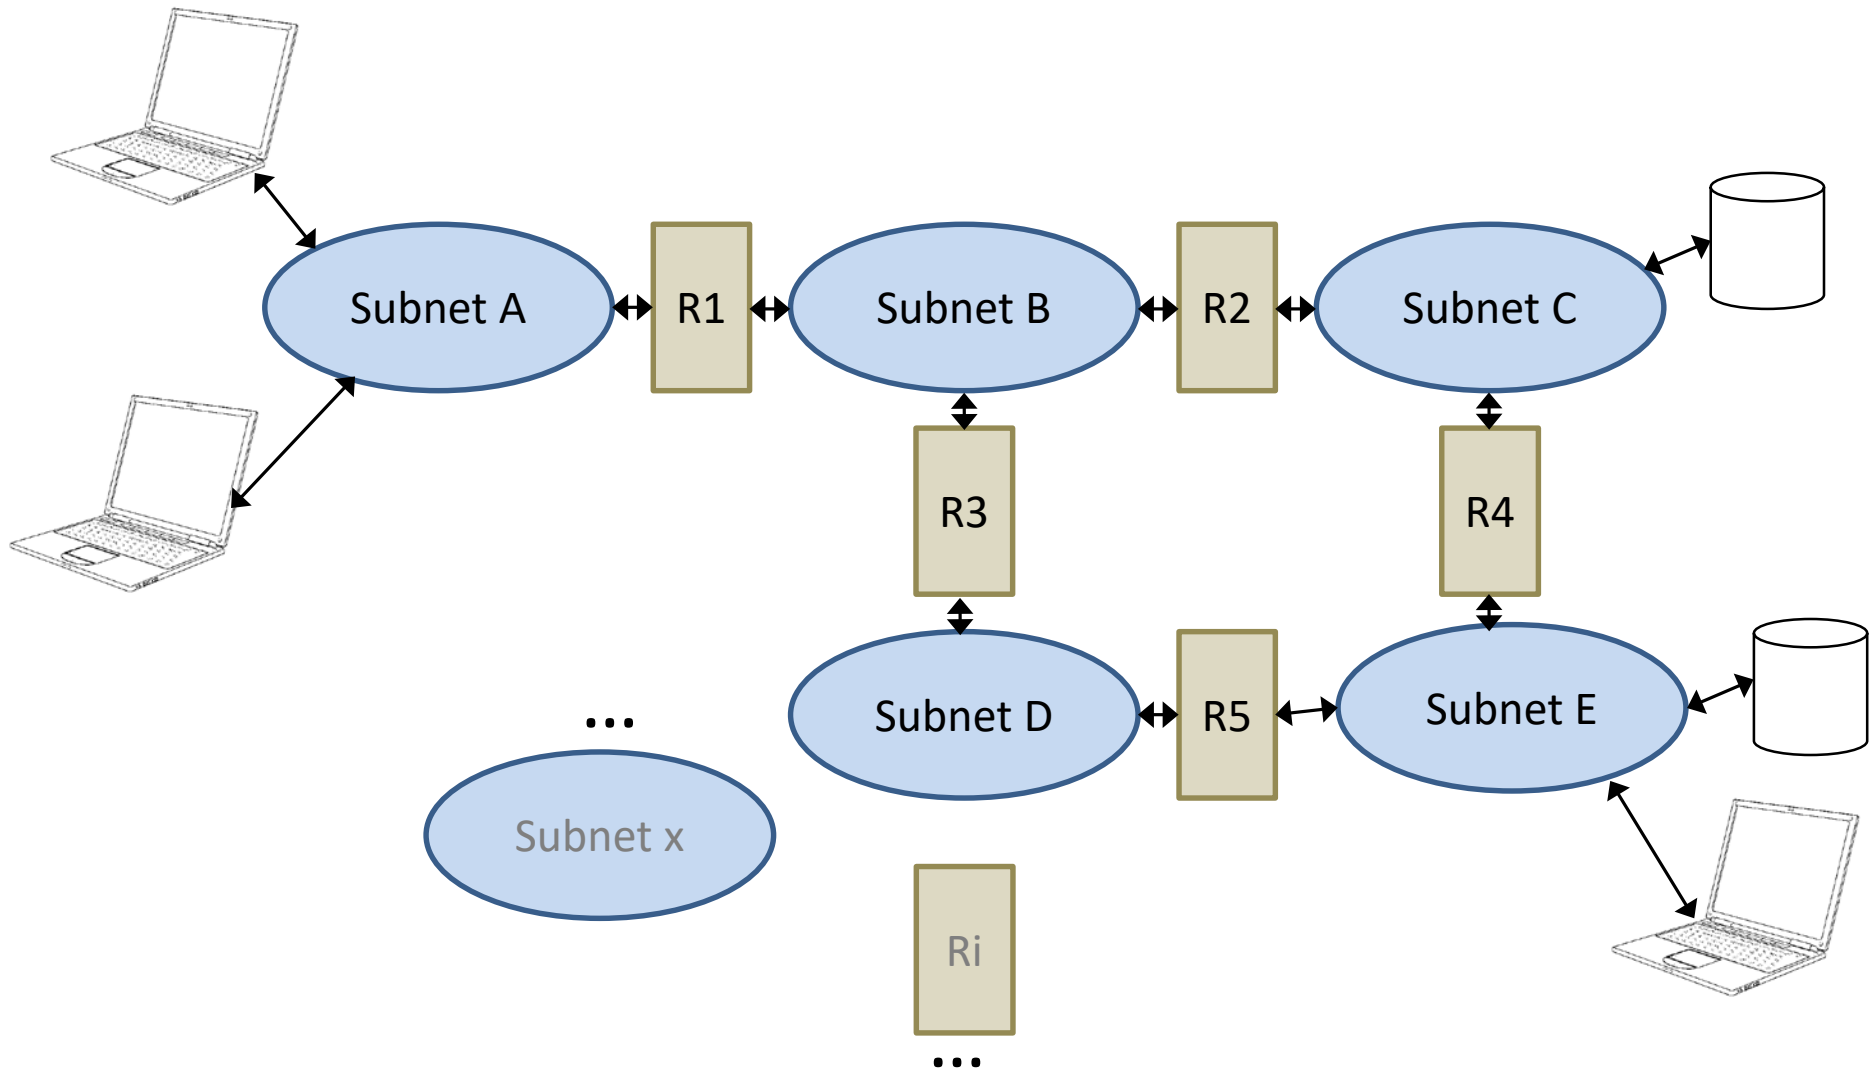 Subnet A
R1
Subnet B
R2
Subnet C
R3
R4
Subnet D
R5
Subnet E
...
Subnet x
Ri
...